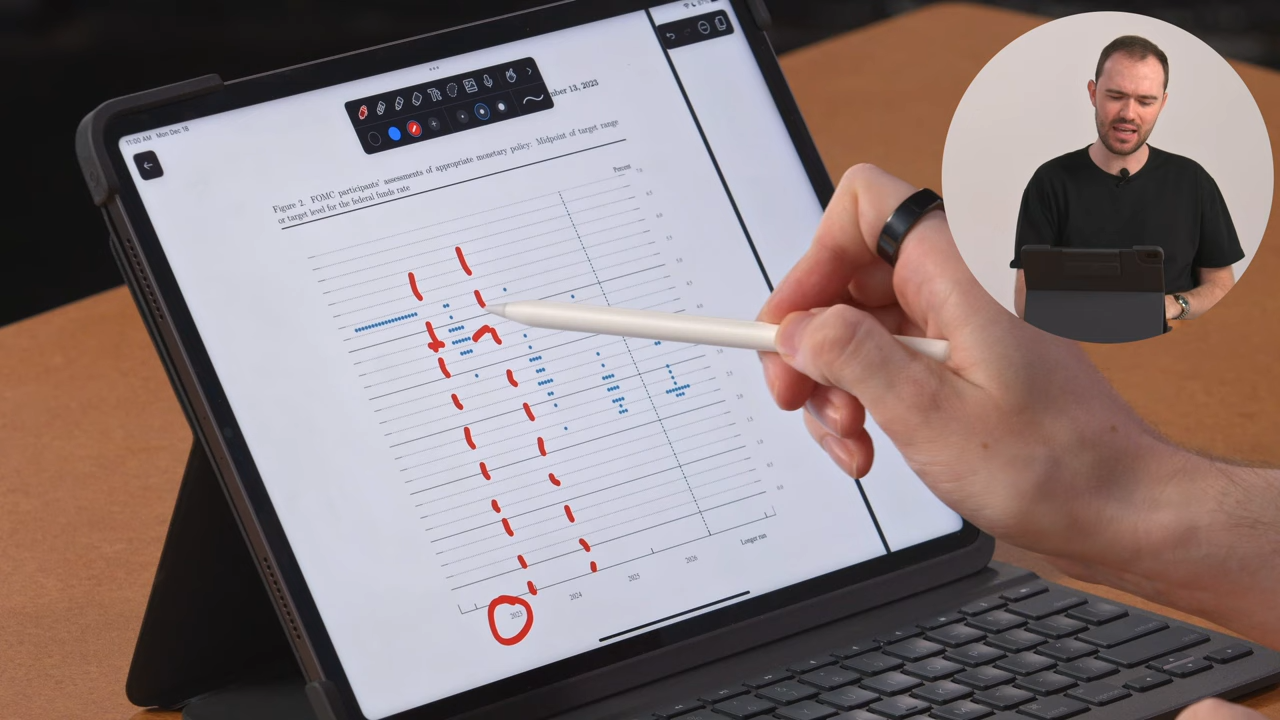 11:00 AM Mon Dec 18
mber 13, 2023
Figure 2. FOMC participants' assessments of appropriate monetary policy: Midpoint of target range
or target level for the federal funds rate
Percent
2023
2024
2025
2026
Longer run